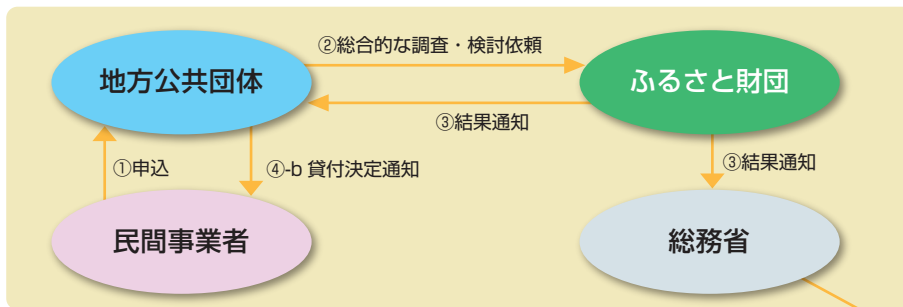 ②総合的な調査・検討依頼
地方公共団体
ふるさと財団
③結果通知
①申込
④-b 貸付決定通知
③結果通知
民間事業者
総務省